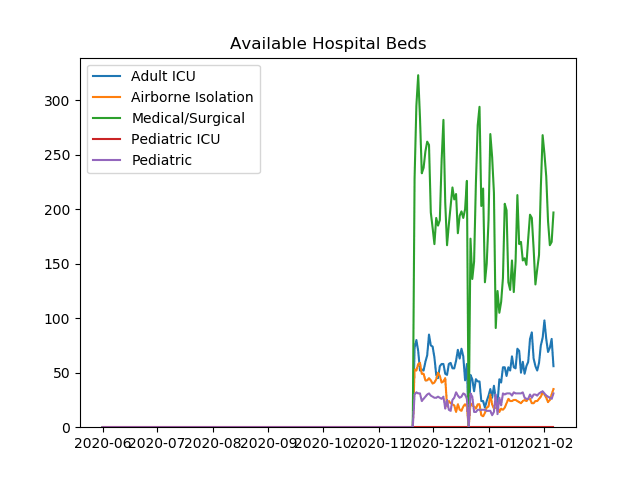 Available Hospital Beds
Adult ICU
Airborne Isolation
Medical/Surgical
Pediatric ICU
Pediatric
300
250
200
150
100
50
0
2020-06 2020-07 2020-08 2020-09 2020-10 2020-11 2020-12 2021-01 2021-02